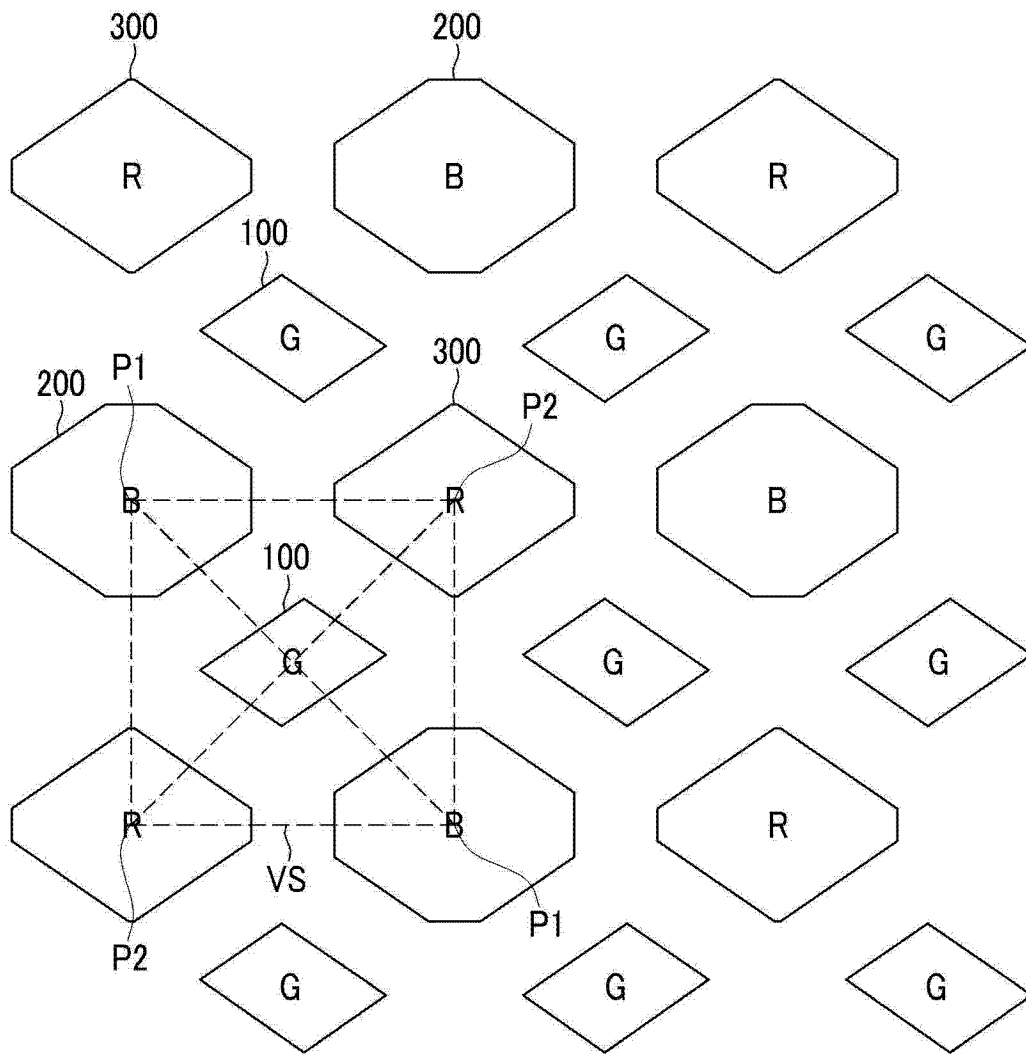 300 200
R B R
100
G G G
P1 300
200 P2
B R B
100
G G G
R B R
VS
P2 P1
G G G